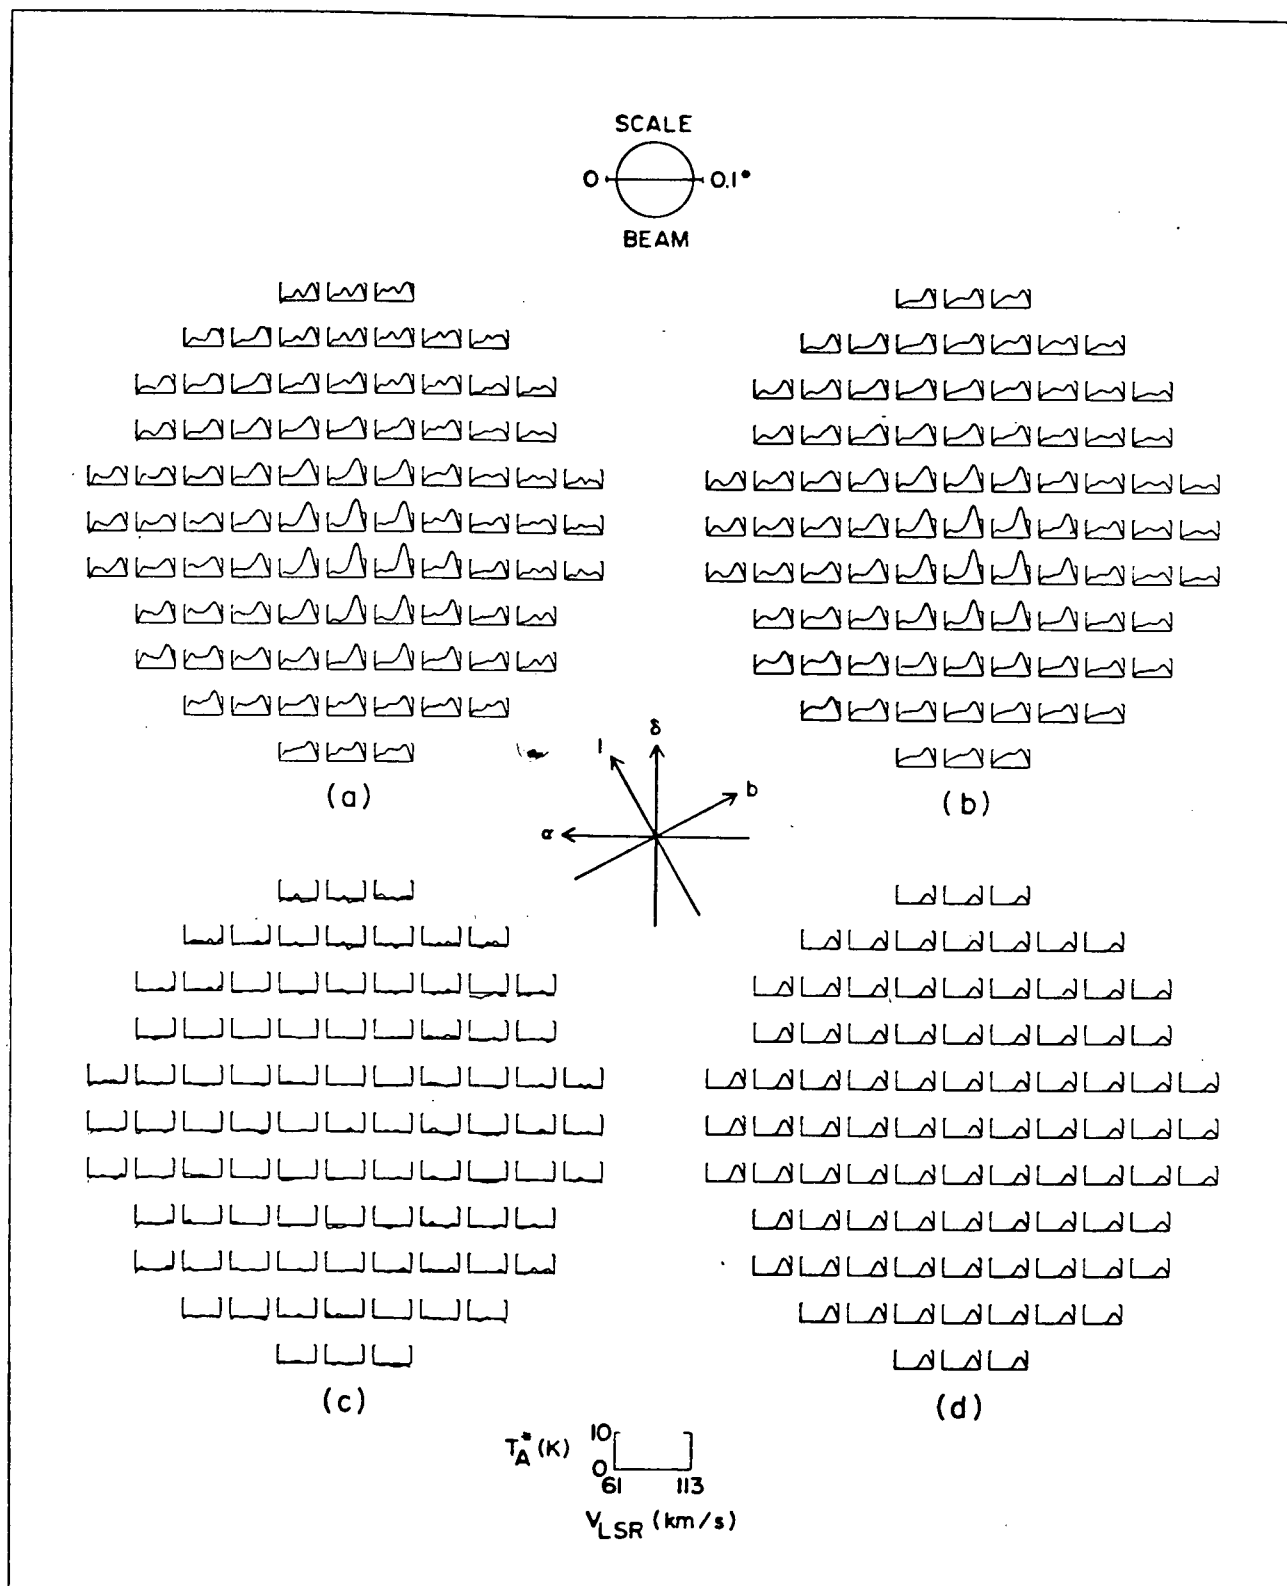 SCALE
0 0.1°
BEAM
(a)
(b)
δ
l
b
α
(c)
(d)
T*A (K)
10
0
61 113
VLSR (km/s)